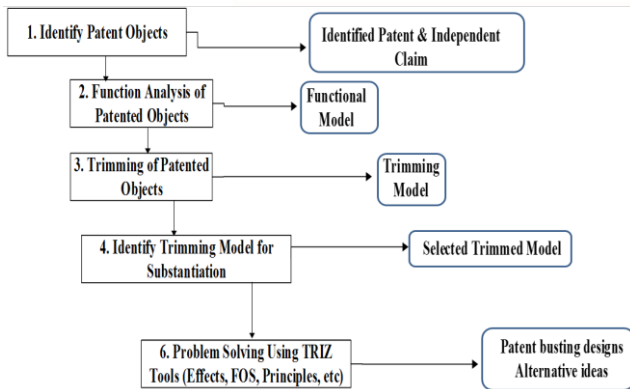 1. Identify Patent Objects
Identified Patent & Independent
Claim
2. Function Analysis of
Patented Objects
Functional
Model
3. Trimming of Patented
Objects
Trimming
Model
4. Identify Trimming Model for
Substantiation
Selected Trimmed Model
6. Problem Solving Using TRIZ
Tools (Effects, FOS, Principles, etc)
Patent busting designs
Alternative ideas